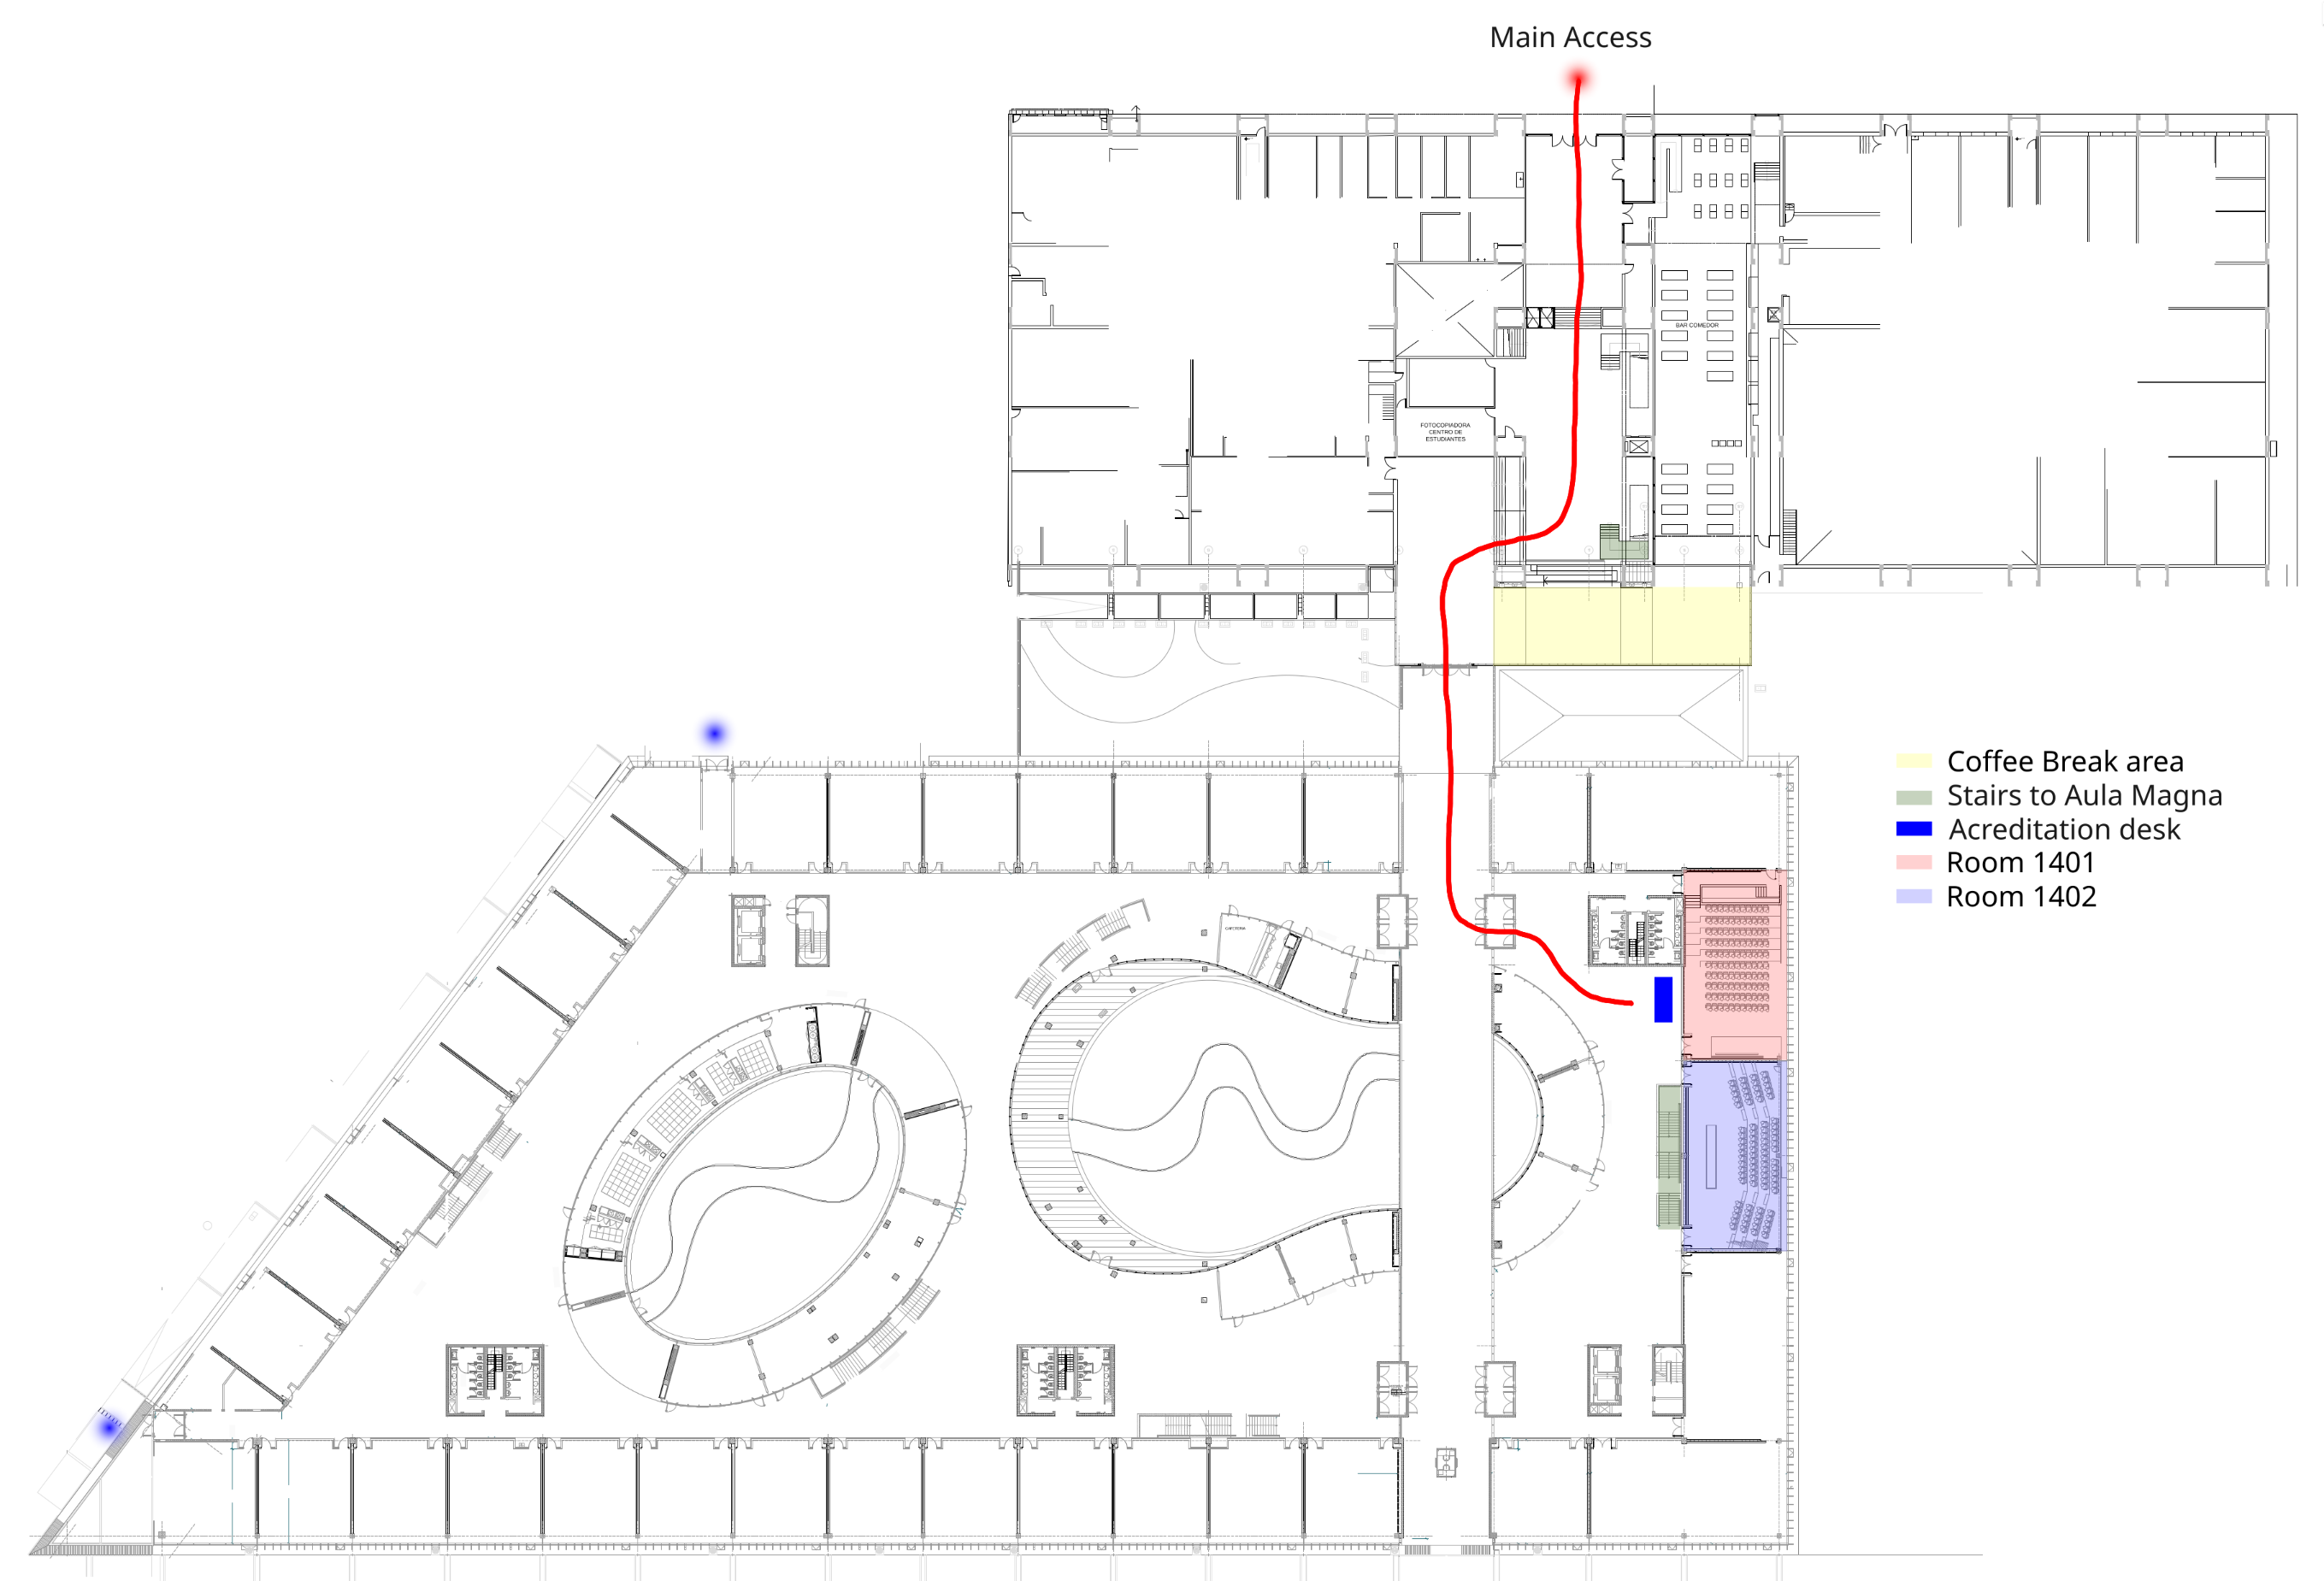 Main Access
BAR COMEDOR
FOTOCOPIADORA
CENTRO DE
ESTUDIANTES
Coffee Break area
Stairs to Aula Magna
Acreditation desk
Room 1401
Room 1402
CAFETERIA